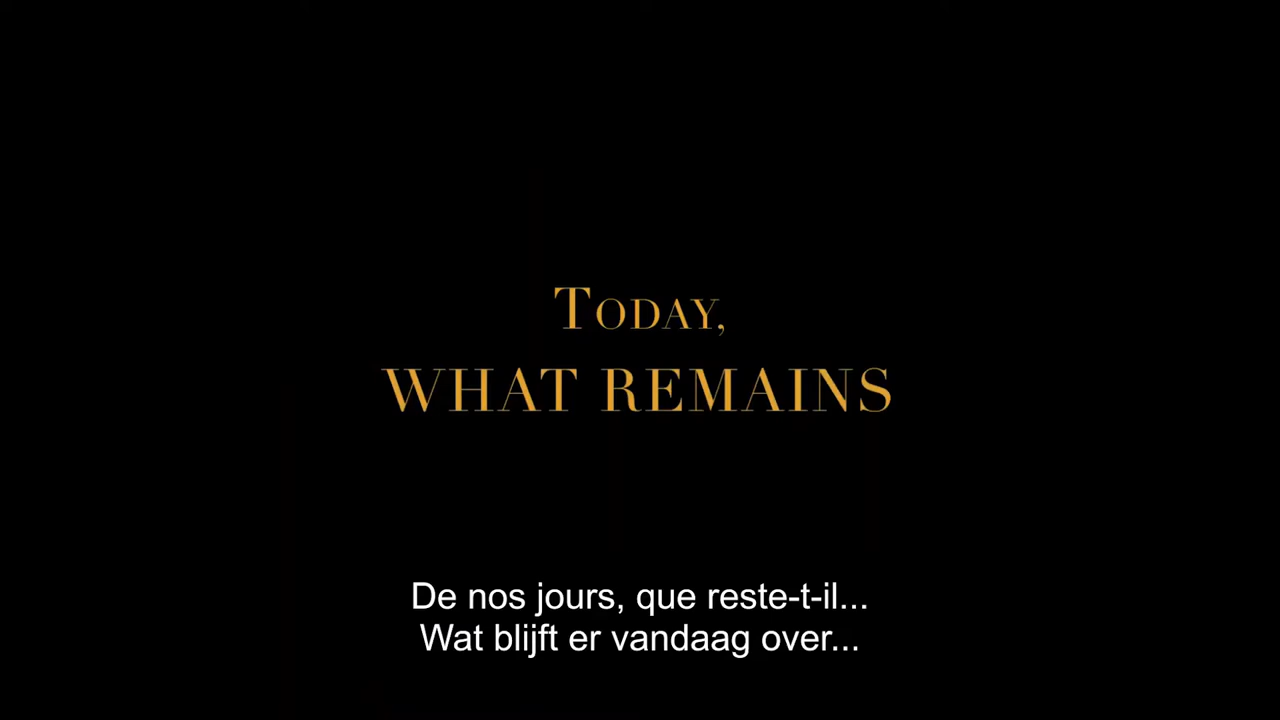 Today,
WHAT REMAINS
De nos jours, que reste-t-il...
Wat blijft er vandaag over...